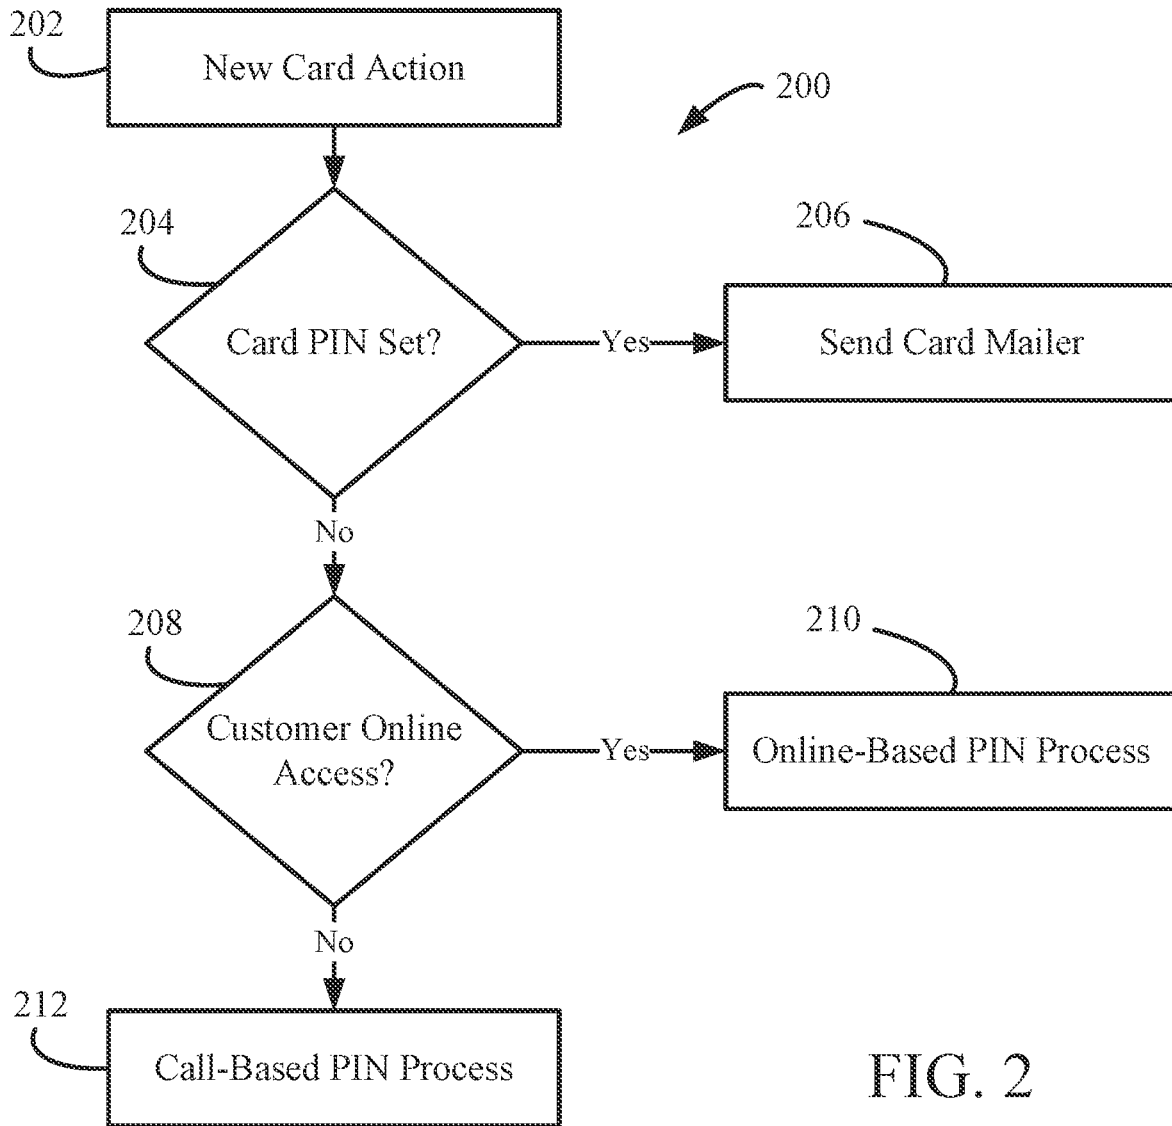 202
New Card Action
200
204
206
Card PIN Set?
Yes
Send Card Mailer
No
208
210
Customer Online
Access?
Yes
Online-Based PIN Process
No
212
Call-Based PIN Process
FIG. 2